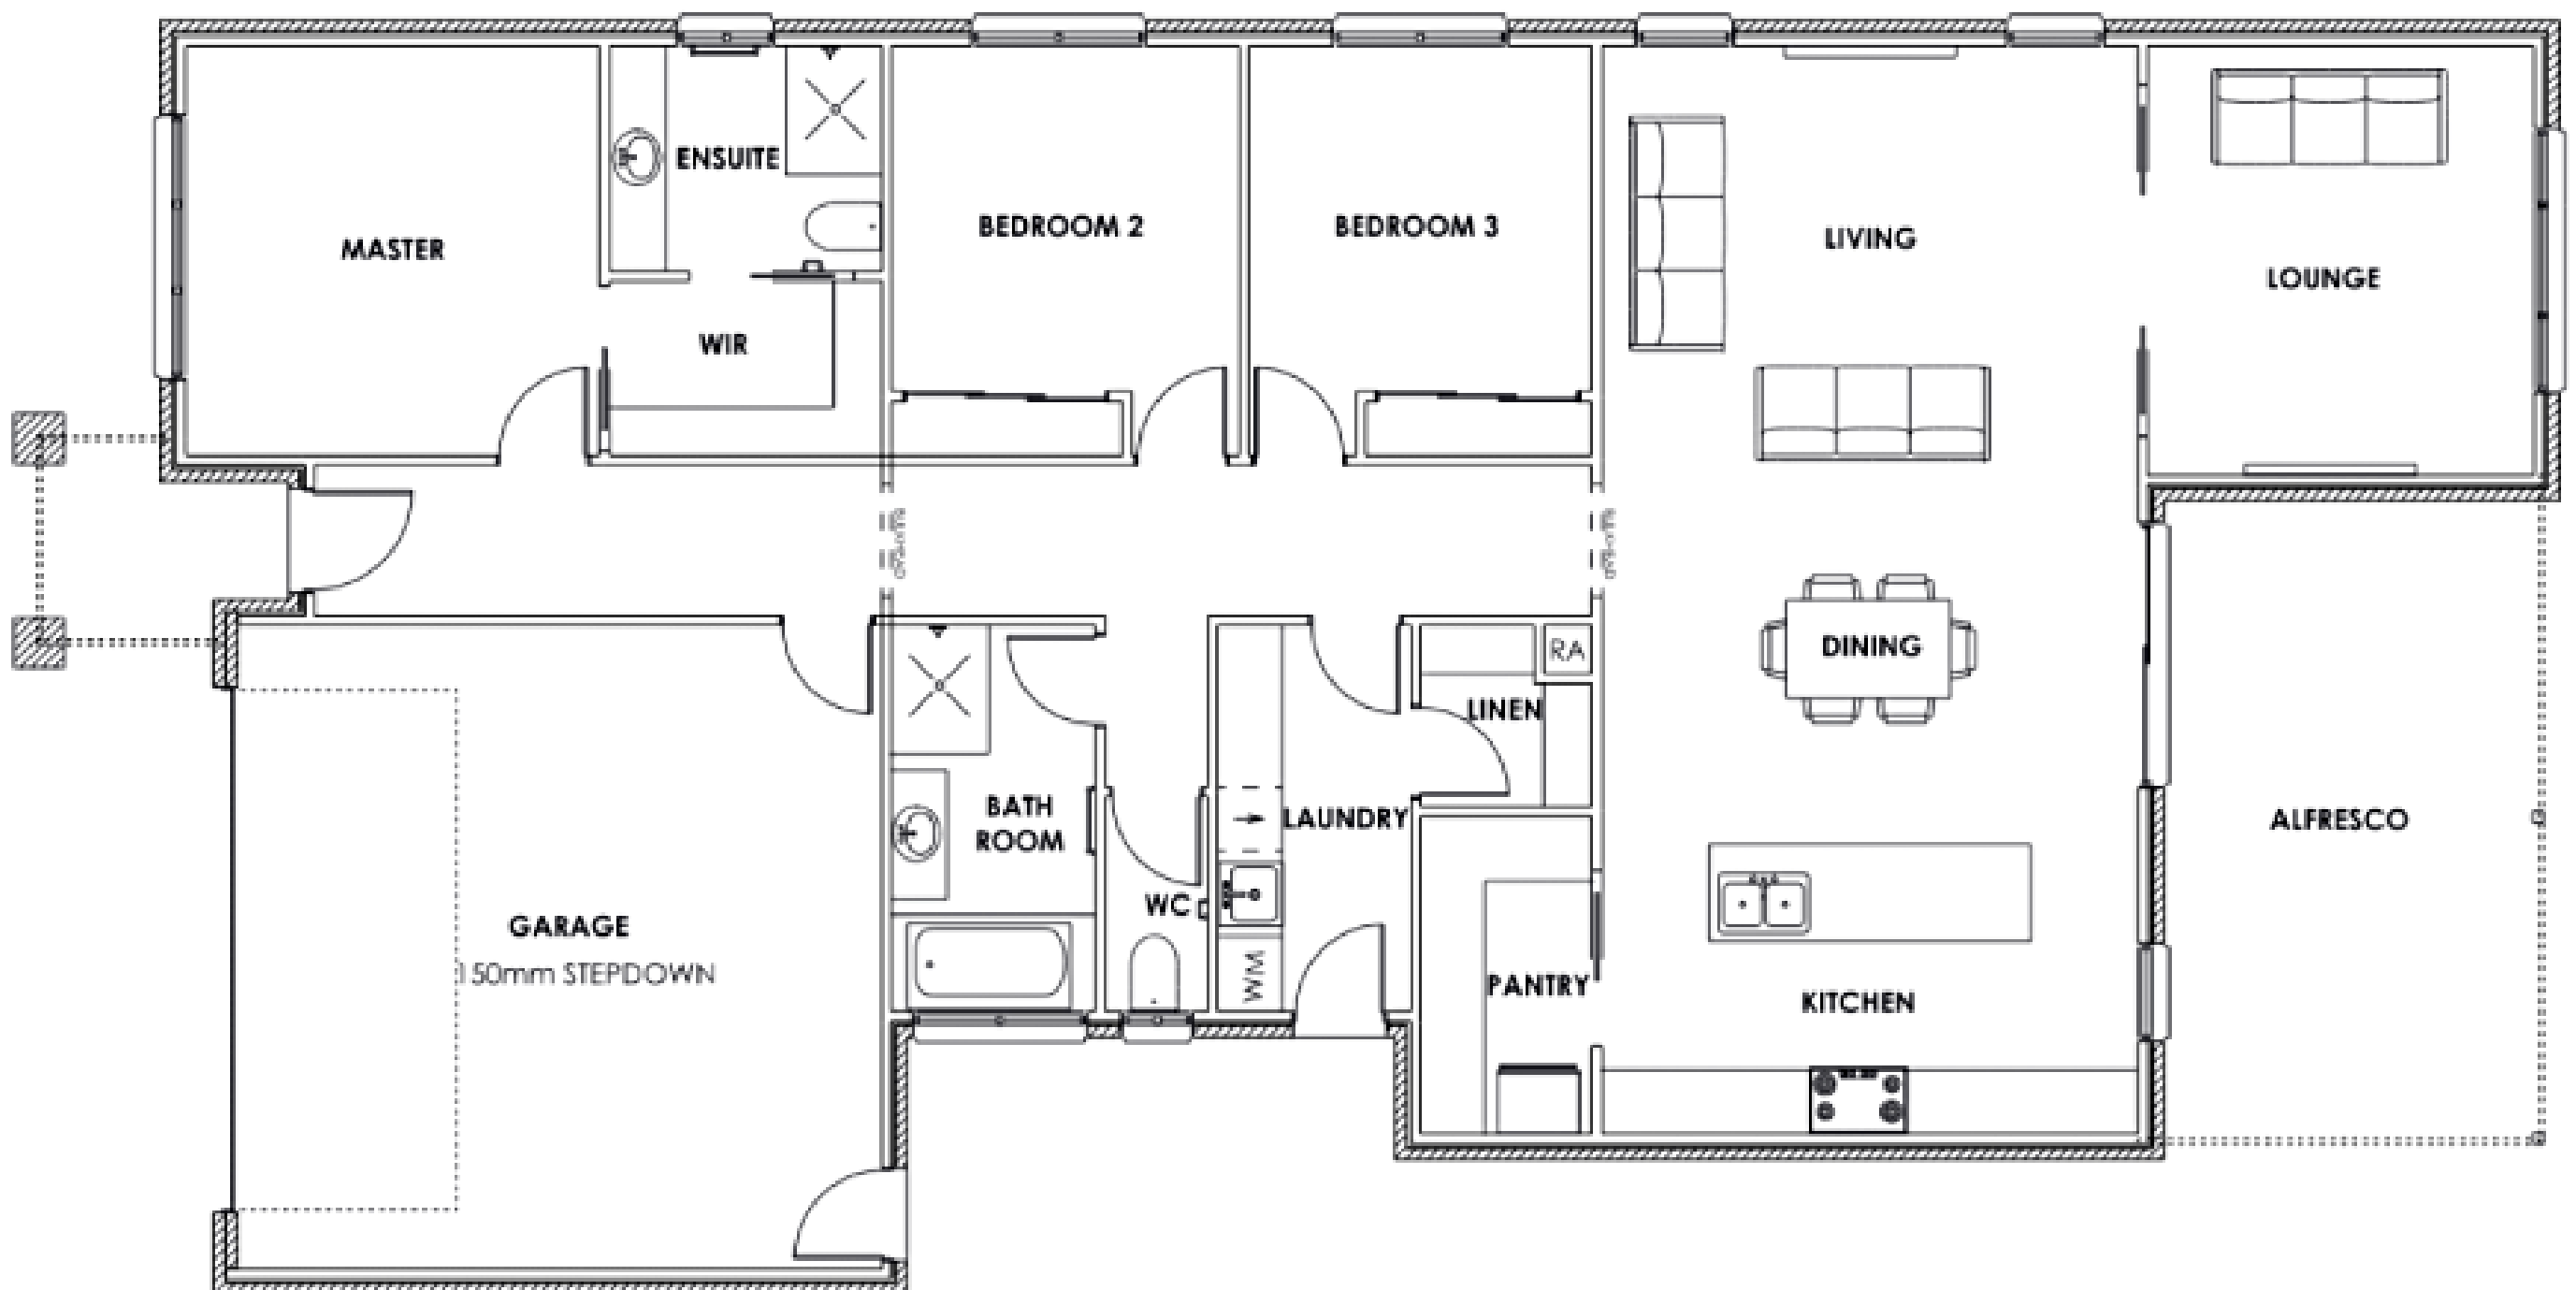 ENSUITE
MASTER
BEDROOM 2
BEDROOM 3
LIVING
LOUNGE
WIR
RA
DINING
LINEN
BATH
ROOM
LAUNDRY
ALFRESCO
GARAGE
150mm STEPDOWN
WC
WM
PANTRY
KITCHEN